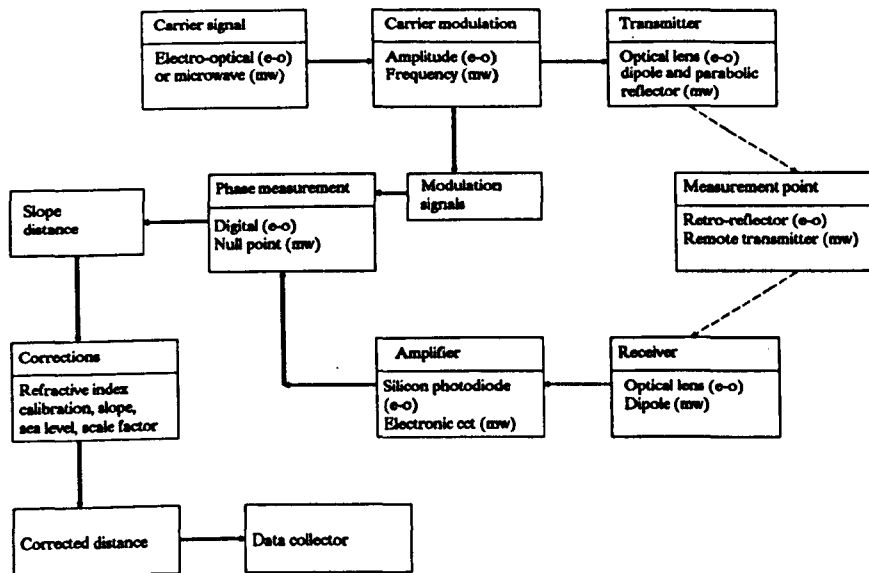 Carrier signal
Electro-optical (e-o)
or microwave (mw)
Carrier modulation
Amplitude (e-o)
Frequency (mw)
Transmitter
Optical lens (e-o)
dipole and parabolic
reflector (mw)
Slope
distance
Phase measurement
Digital (e-o)
Null point (mw)
Modulation
signals
Measurement point
Retro-reflector (e-o)
Remote transmitter (mw)
Corrections
Refractive index
calibration, slope,
sea level, scale factor
Amplifier
Silicon photodiode
(e-o)
Electronic cct (mw)
Receiver
Optical lens (e-o)
Dipole (mw)
Corrected distance
Data collector